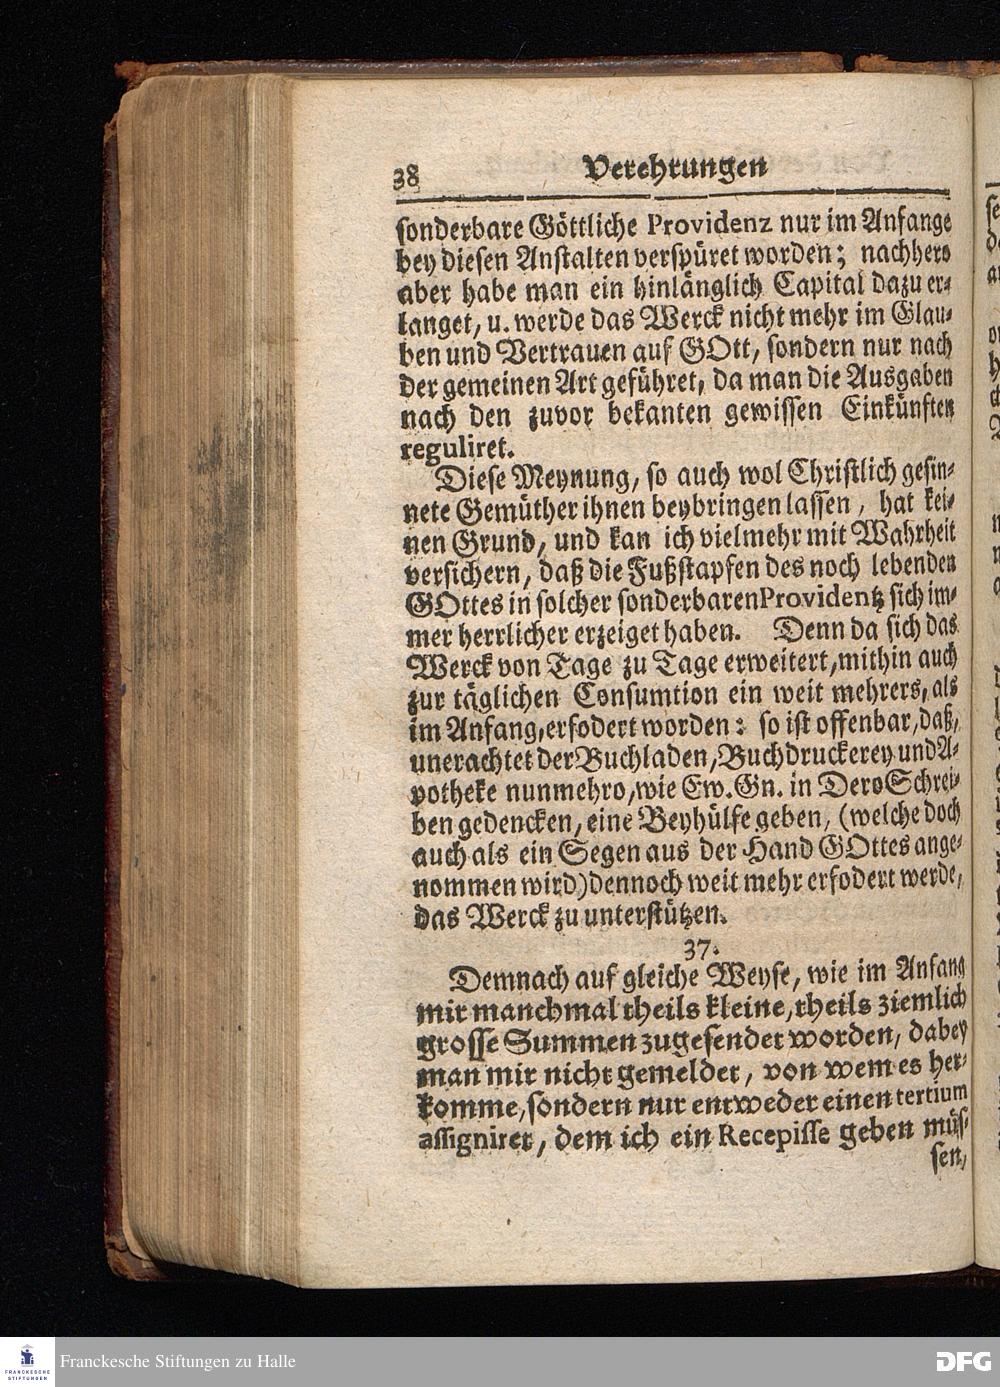 38 Verehrungen
sonderbare Göttliche Providenz nur im Anfange
bey diesen Anstalten verspüret worden; nachhero
aber habe man ein hinlänglich Capital dazu er-
langet, u. werde das Werck nicht mehr im Glau-
ben und Vertrauen auf GOtt, sondern nur nach
der gemeinen Art geführet, da man die Ausgaben
nach den zuvor bekanten gewissen Einkünften
reguliret.
Diese Meynung, so auch wol Christlich gesin-
nete Gemüther ihnen beybringen lassen, hat kei-
nen Grund, und kan ich vielmehr mit Wahrheit
versichern, daß die Fußstapfen des noch lebenden
GOttes in solcher sonderbaren Providentz sich im-
mer herrlicher erzeiget haben. Denn da sich das
Werck von Tage zu Tage erweitert, mithin auch
zur täglichen Consumtion ein weit mehrers, als
im Anfang, erfodert worden: so ist offenbar, daß,
unerachtet der Buchladen, Buchdruckerey und A-
potheke nunmehro, wie Ew. Gn. in Dero Schrei-
ben gedencken, eine Beyhülfe geben, (welche doch
auch als ein Segen aus der Hand GOttes ange-
nommen wird) dennoch weit mehr erfodert werde,
das Werck zu unterstützen.
37.
Demnach auf gleiche Weyse, wie im Anfang
mir manchmal theils kleine, theils ziemlich
grosse Summen zugesendet worden, dabey
man mir nicht gemeldet, von wem es her-
komme, sondern nur entweder einen tertium
assigniret, dem ich ein Recepisse geben müs-
sen,
Franckesche Stiftungen zu Halle
FRANCKESCHE
STIFTUNGEN
DFG